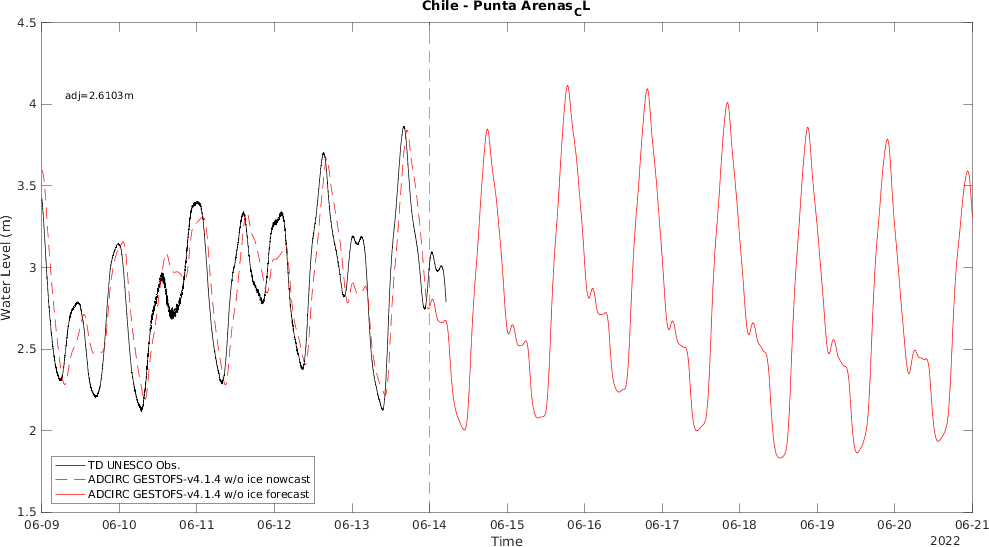 Chile - Punta Arenas_CL
4.5
4
3.5
3
2.5
2
1.5
Water Level (m)
adj=2.6103m
TD UNESCO Obs.
ADCIRC GESTOFS-v4.1.4 w/o ice nowcast
ADCIRC GESTOFS-v4.1.4 w/o ice forecast
06-09 06-10 06-11 06-12 06-13 06-14 06-15 06-16 06-17 06-18 06-19 06-20 06-21
Time
2022